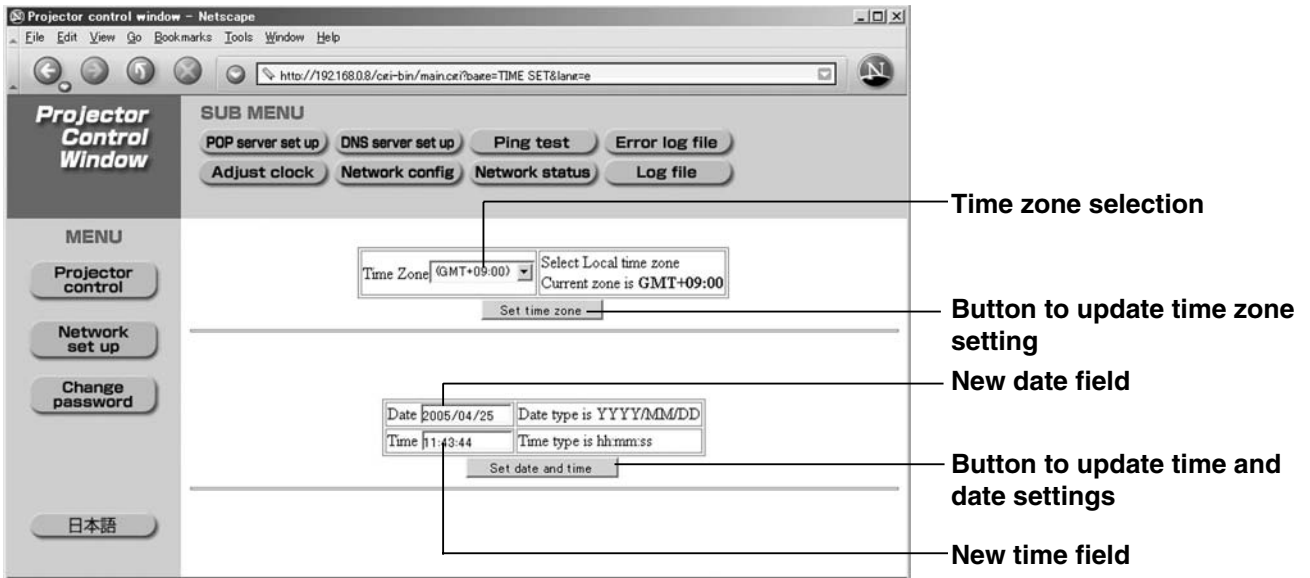 Projector control window - Netscape
File Edit View Go Bookmarks Tools Window Help
http://192.168.0.8/cgi-bin/main.cgi?page=TIME SET&lang=e
N
Projector
Control
Window
SUB MENU
POP server set up DNS server set up Ping test Error log file
Adjust clock Network config Network status Log file
MENU
Projector
control
Network
set up
Change
password
日本語
Time Zone (GMT+09:00) Select Local time zone
Current zone is GMT+09:00
Set time zone
Date 2005/04/25 Date type is YYYY/MM/DD
Time 11:43:44 Time type is hh:mm:ss
Set date and time
Time zone selection
Button to update time zone
setting
New date field
Button to update time and
date settings
New time field